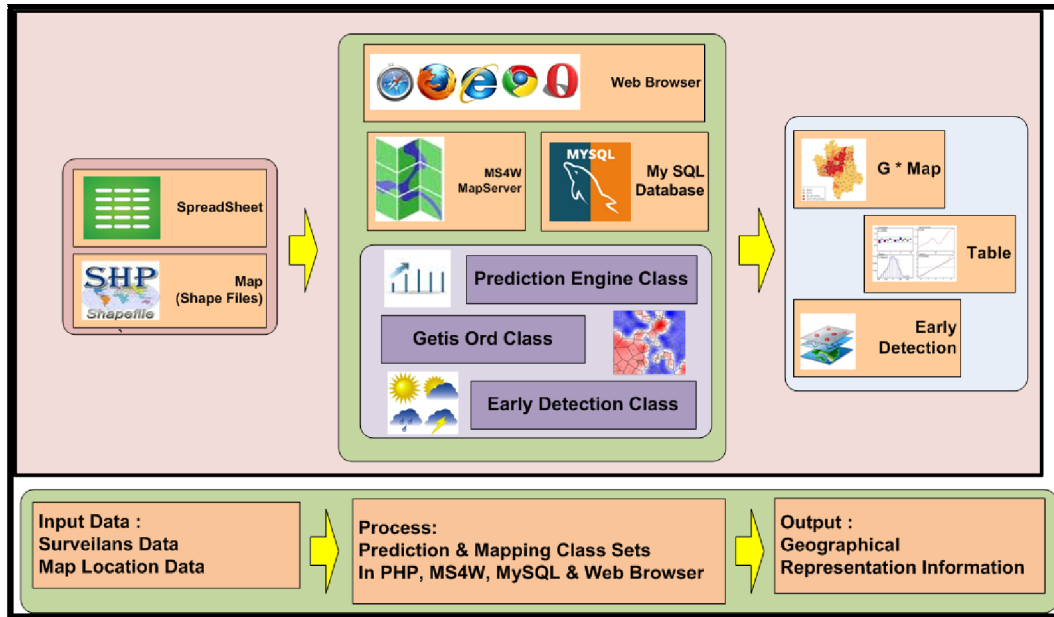 SpreadSheet
SHP
Shapefile
Map
(Shape Files)
Web Browser
MS4W
MapServer
MYSQL
My SQL
Database
Prediction Engine Class
Getis Ord Class
Early Detection Class
G * Map
Table
Early
Detection
Input Data :
Surveilans Data
Map Location Data
Process:
Prediction & Mapping Class Sets
In PHP, MS4W, MySQL & Web Browser
Output :
Geographical
Representation Information